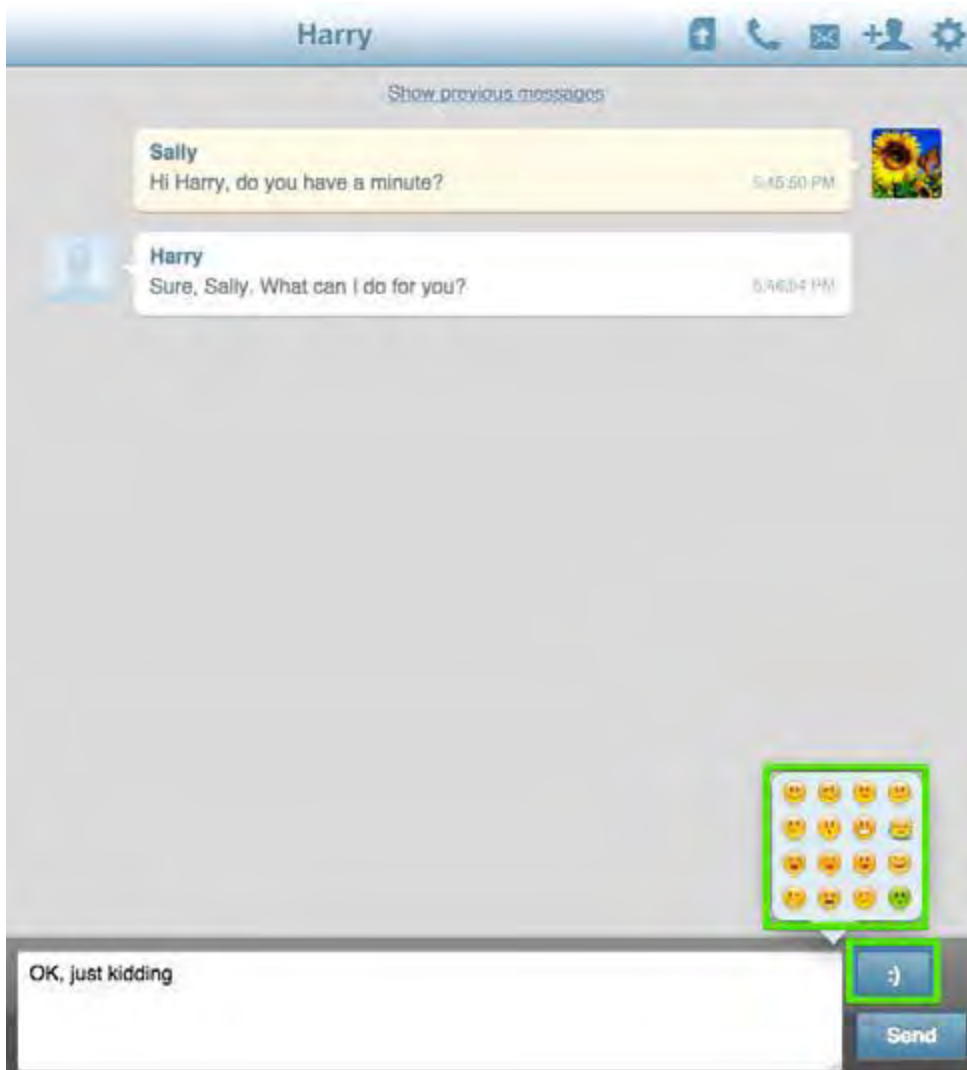 Harry
Show previous messages
Sally
Hi Harry, do you have a minute?
5:45:50 PM
Harry
Sure, Sally. What can I do for you?
PM
OK, just kidding
:)
Send